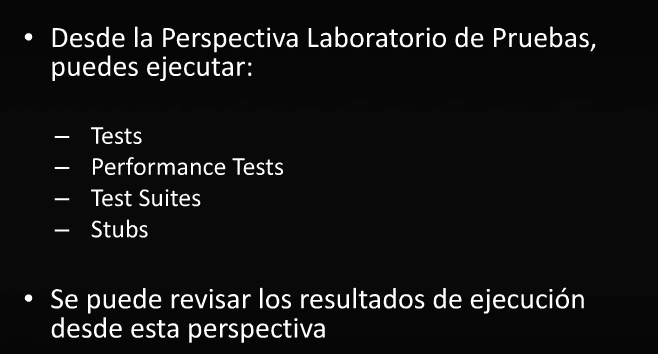 • Desde la Perspectiva Laboratorio de Pruebas,
puedes ejecutar:
– Tests
– Performance Tests
– Test Suites
– Stubs
• Se puede revisar los resultados de ejecución
desde esta perspectiva